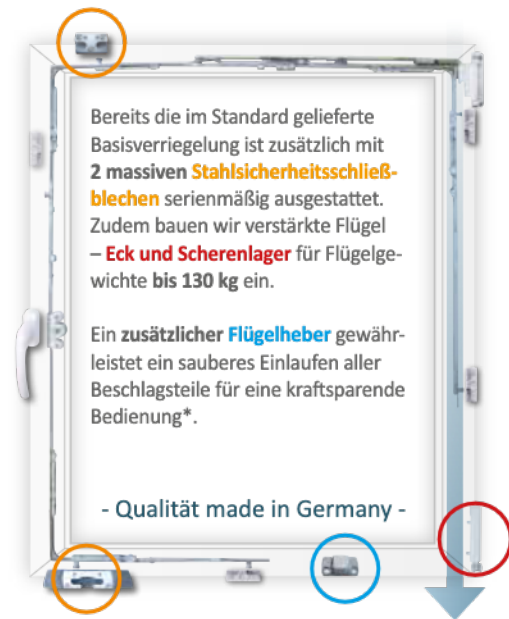 Bereits die im Standard gelieferte
Basisverriegelung ist zusätzlich mit
2 massiven Stahlsicherheitsschließ-
blechen serienmäßig ausgestattet.
Zudem bauen wir verstärkte Flügel
– Eck und Scherenlager für Flügelge-
wichte bis 130 kg ein.
Ein zusätzlicher Flügelheber gewähr-
leistet ein sauberes Einlaufen aller
Beschlagsteile für eine kraftsparende
Bedienung*.
- Qualität made in Germany -